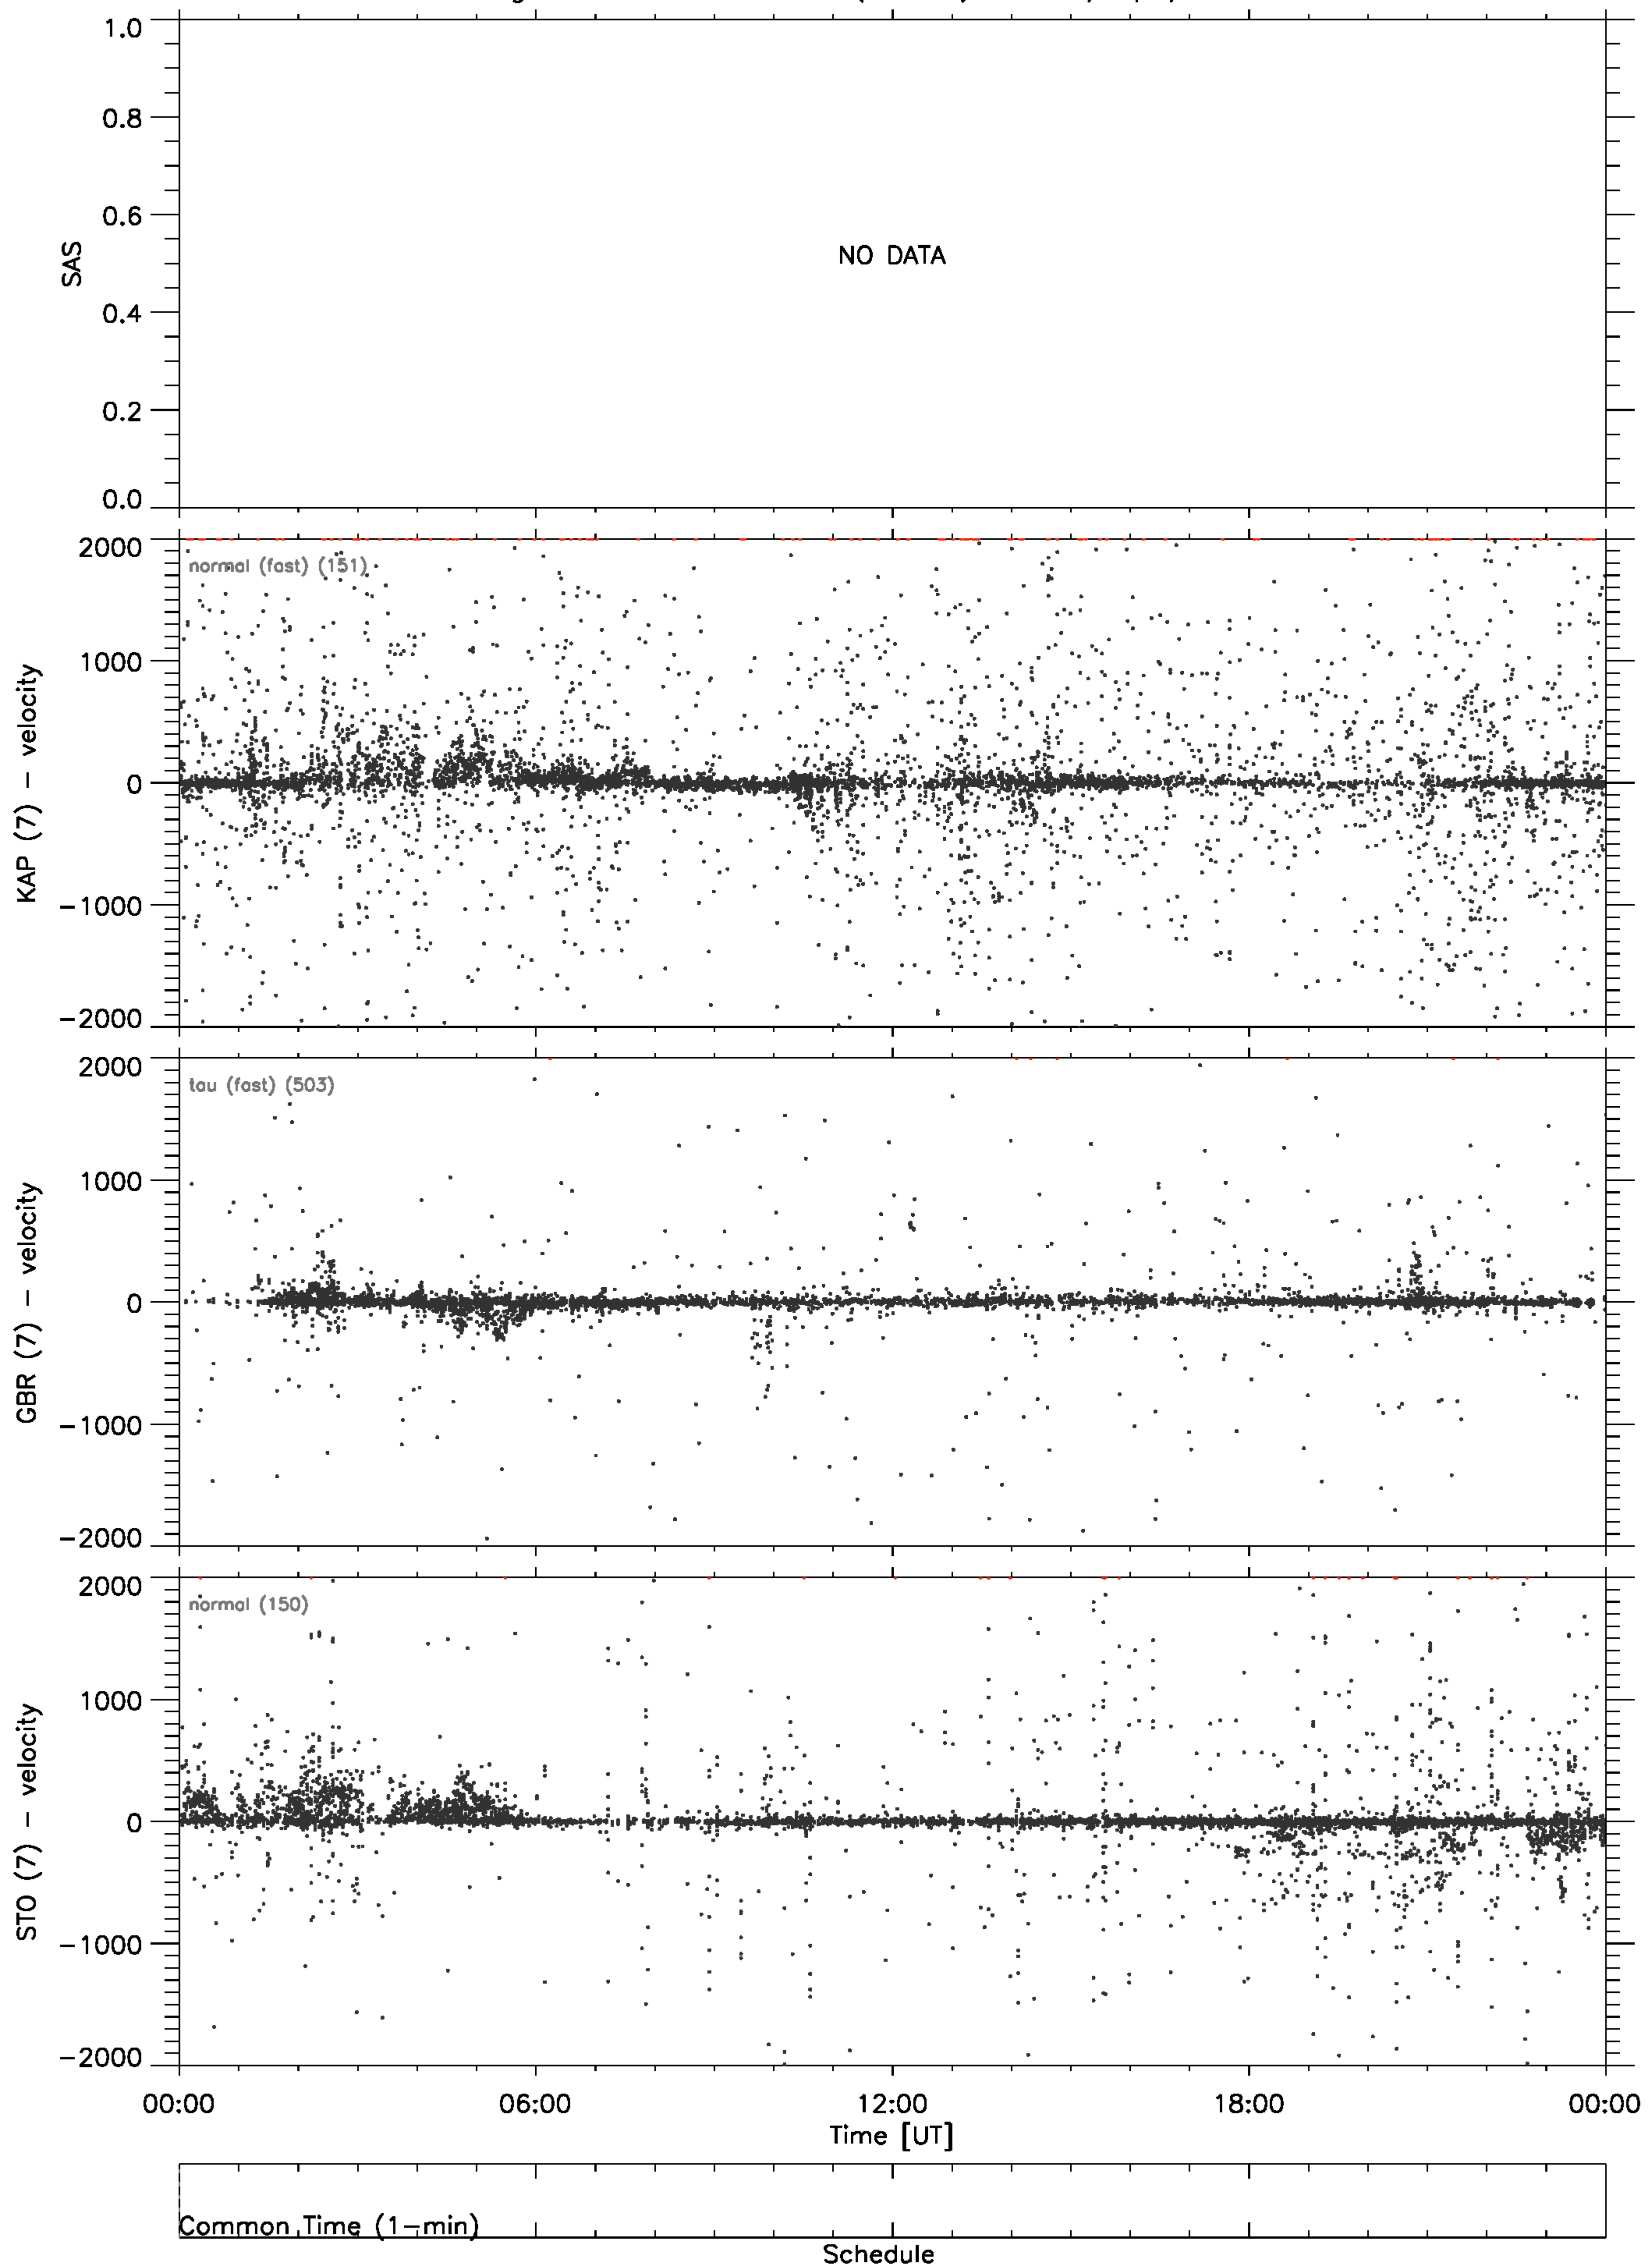 1.0
0.8
0.6
0.4
0.2
0.0
SAS
NO DATA
2000
1000
0
-1000
-2000
KAP (7) - velocity
normal (fast) (151)
2000
1000
0
-1000
-2000
GBR (7) - velocity
tau (fast) (503)
2000
1000
0
-1000
-2000
STO (7) - velocity
normal (150)
00:00 06:00 12:00 18:00 00:00
Time [UT]
Common Time (1-min)
Schedule